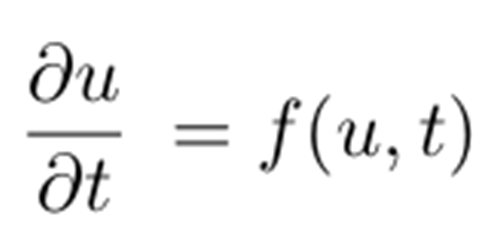 ∂u/∂t = f(u, t)